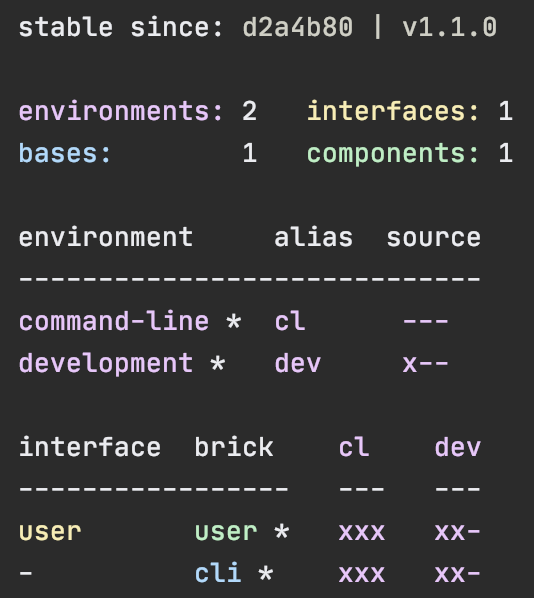 stable since: d2a4b80 | v1.1.0
environments: 2   interfaces: 1
bases:        1   components: 1
environment     alias  source
-----------------------------
command-line *  cl      ---
development *   dev     x--
interface  brick    cl    dev
-----------------   ---   ---
user       user *   xxx   xx-
-          cli *    xxx   xx-